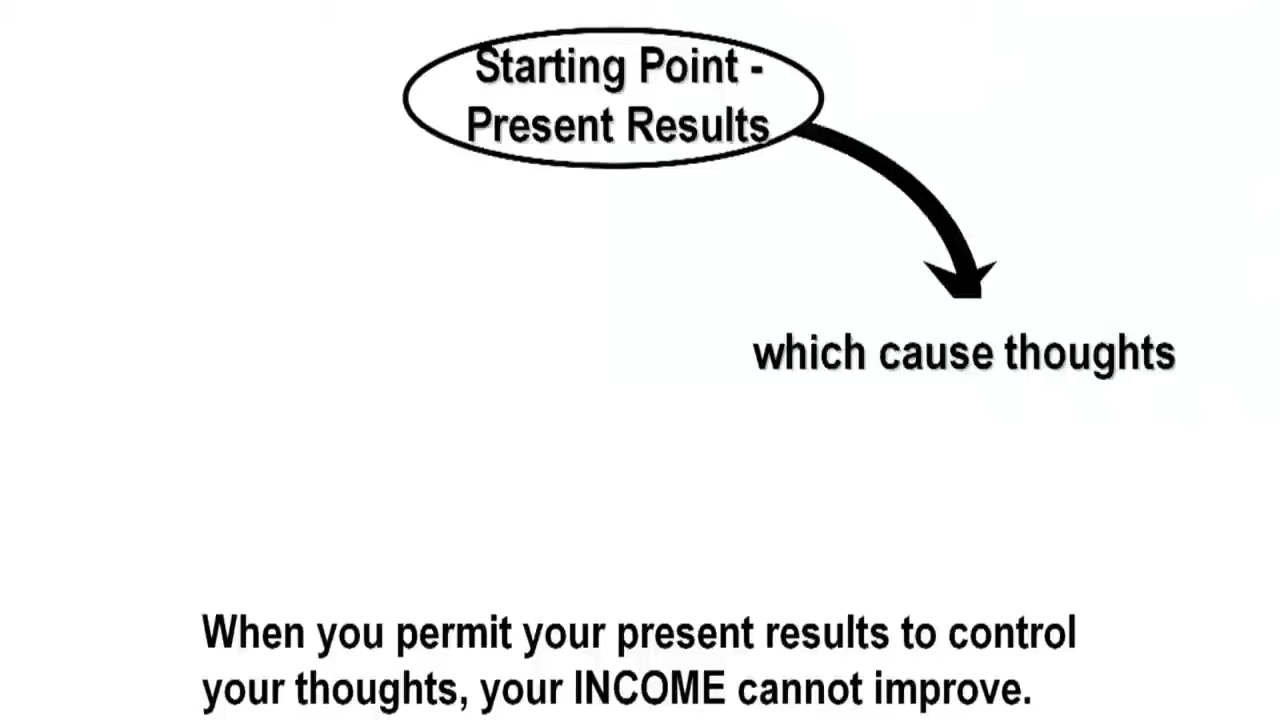 Starting Point -
Present Results
which cause thoughts
When you permit your present results to control
your thoughts, your INCOME cannot improve.